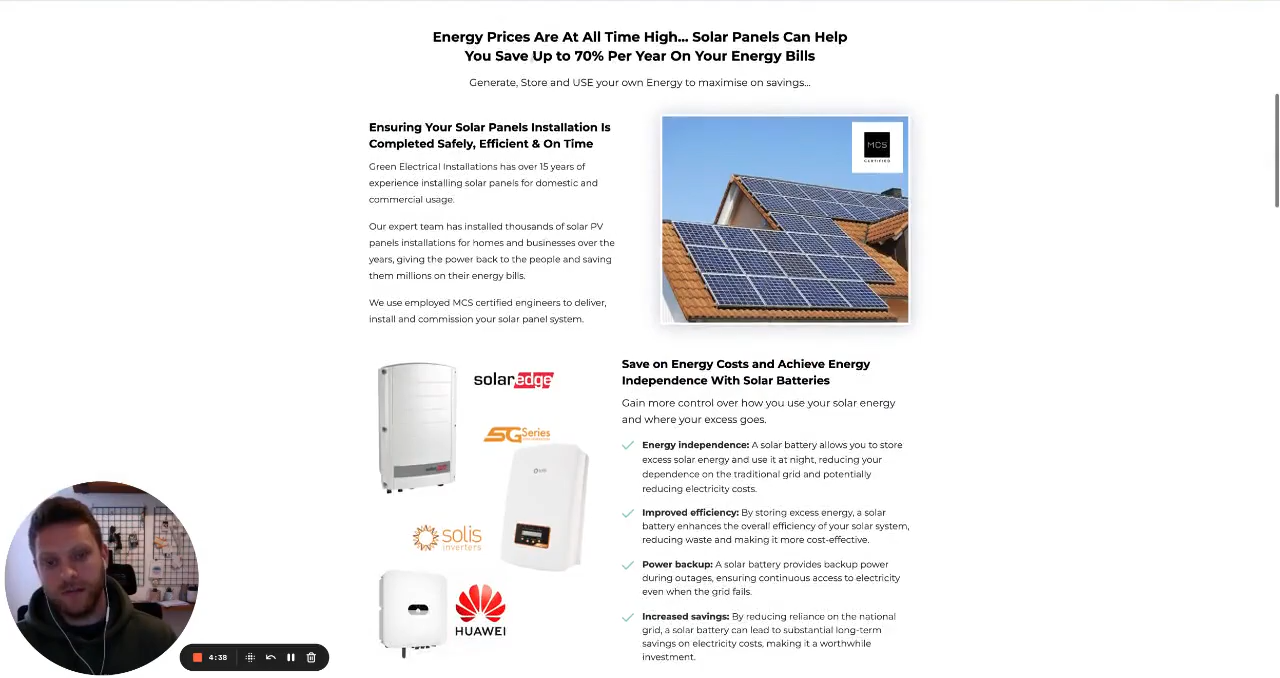 Energy Prices Are At All Time High... Solar Panels Can Help
You Save Up to 70% Per Year On Your Energy Bills
Generate, Store and USE your own Energy to maximise on savings...
Ensuring Your Solar Panels Installation Is
Completed Safely, Efficient & On Time
Green Electrical Installations has over 15 years of
experience installing solar panels for domestic and
commercial usage.
Our expert team has installed thousands of solar PV
panels installations for homes and businesses over the
years, giving the power back to the people and saving
them millions on their energy bills.
We use employed MCS certified engineers to deliver,
install and commission your solar panel system.
MCS
CERTIFIED
solaredge
SG Series
solis
inverters
HUAWEI
Save on Energy Costs and Achieve Energy
Independence With Solar Batteries
Gain more control over how you use your solar energy
and where your excess goes.
Energy independence: A solar battery allows you to store
excess solar energy and use it at night, reducing your
dependence on the traditional grid and potentially
reducing electricity costs.
Improved efficiency: By storing excess energy, a solar
battery enhances the overall efficiency of your solar system,
reducing waste and making it more cost-effective.
Power backup: A solar battery provides backup power
during outages, ensuring continuous access to electricity
even when the grid fails.
Increased savings: By reducing reliance on the national
grid, a solar battery can lead to substantial long-term
savings on electricity costs, making it a worthwhile
investment.
4:38